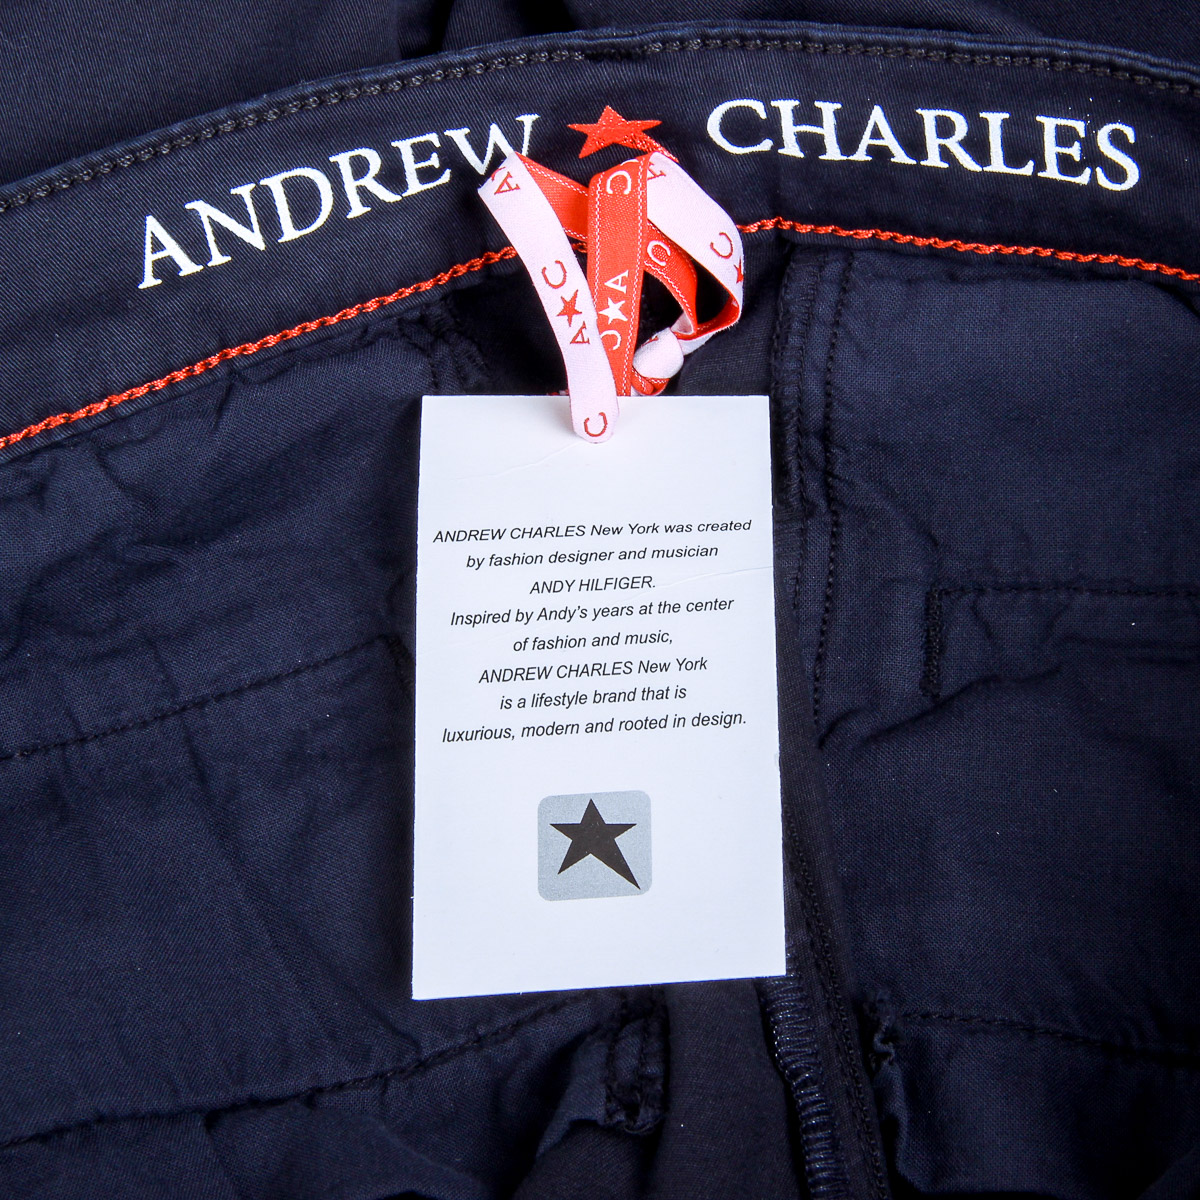 ANDREW ★ CHARLES
A★C
C★A
C
A
C
C
A
C
ANDREW CHARLES New York was created
by fashion designer and musician
ANDY HILFIGER.
Inspired by Andy's years at the center
of fashion and music,
ANDREW CHARLES New York
is a lifestyle brand that is
luxurious, modern and rooted in design.